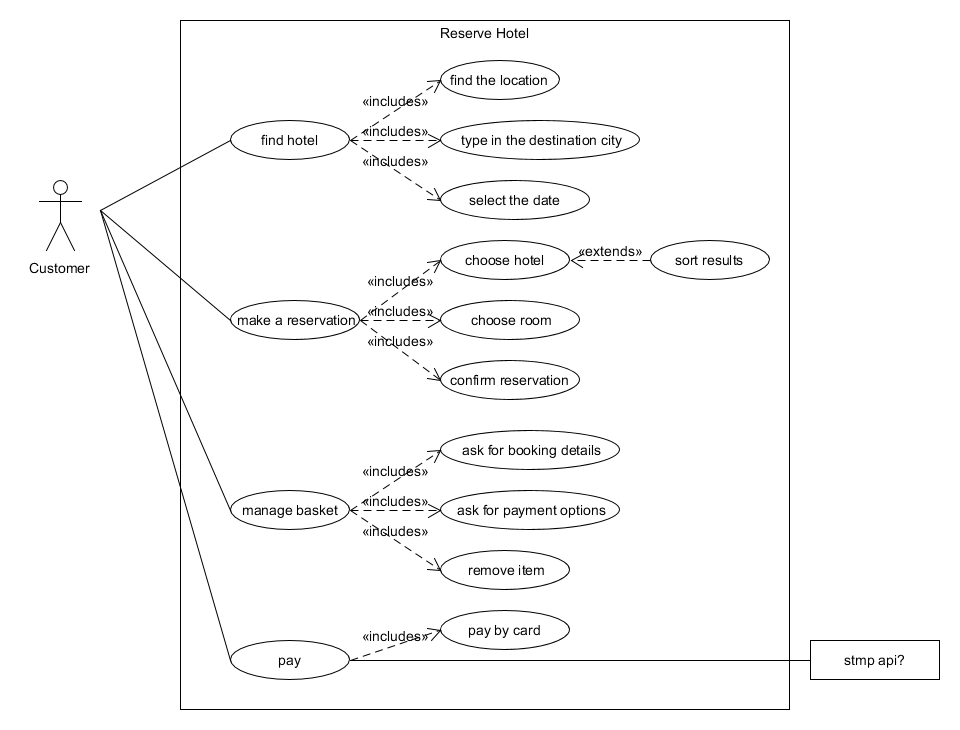 Reserve Hotel
find the location
«includes»
find hotel
«includes»
type in the destination city
«includes»
select the date
Customer
choose hotel
«extends»
sort results
«includes»
make a reservation
«includes»
choose room
«includes»
confirm reservation
ask for booking details
«includes»
manage basket
«includes»
ask for payment options
«includes»
remove item
pay by card
«includes»
pay
stmp api?